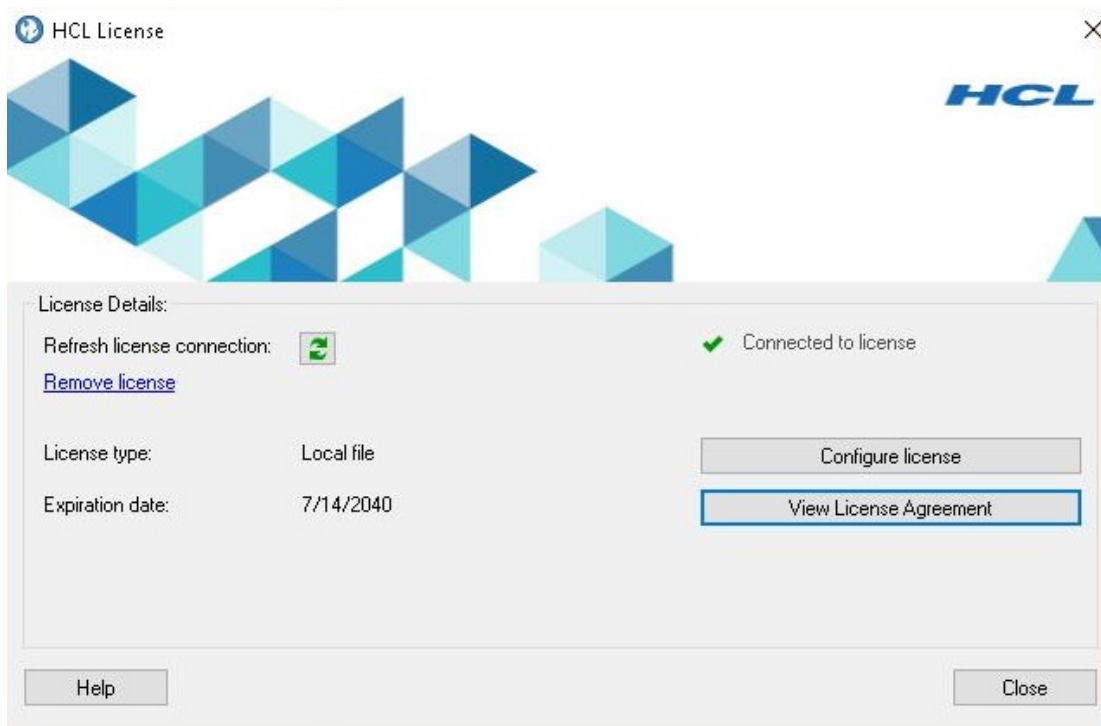 HCL License
HCL
License Details:
Refresh license connection:
Connected to license
Remove license
License type: Local file
Configure license
Expiration date: 7/14/2040
View License Agreement
Help
Close